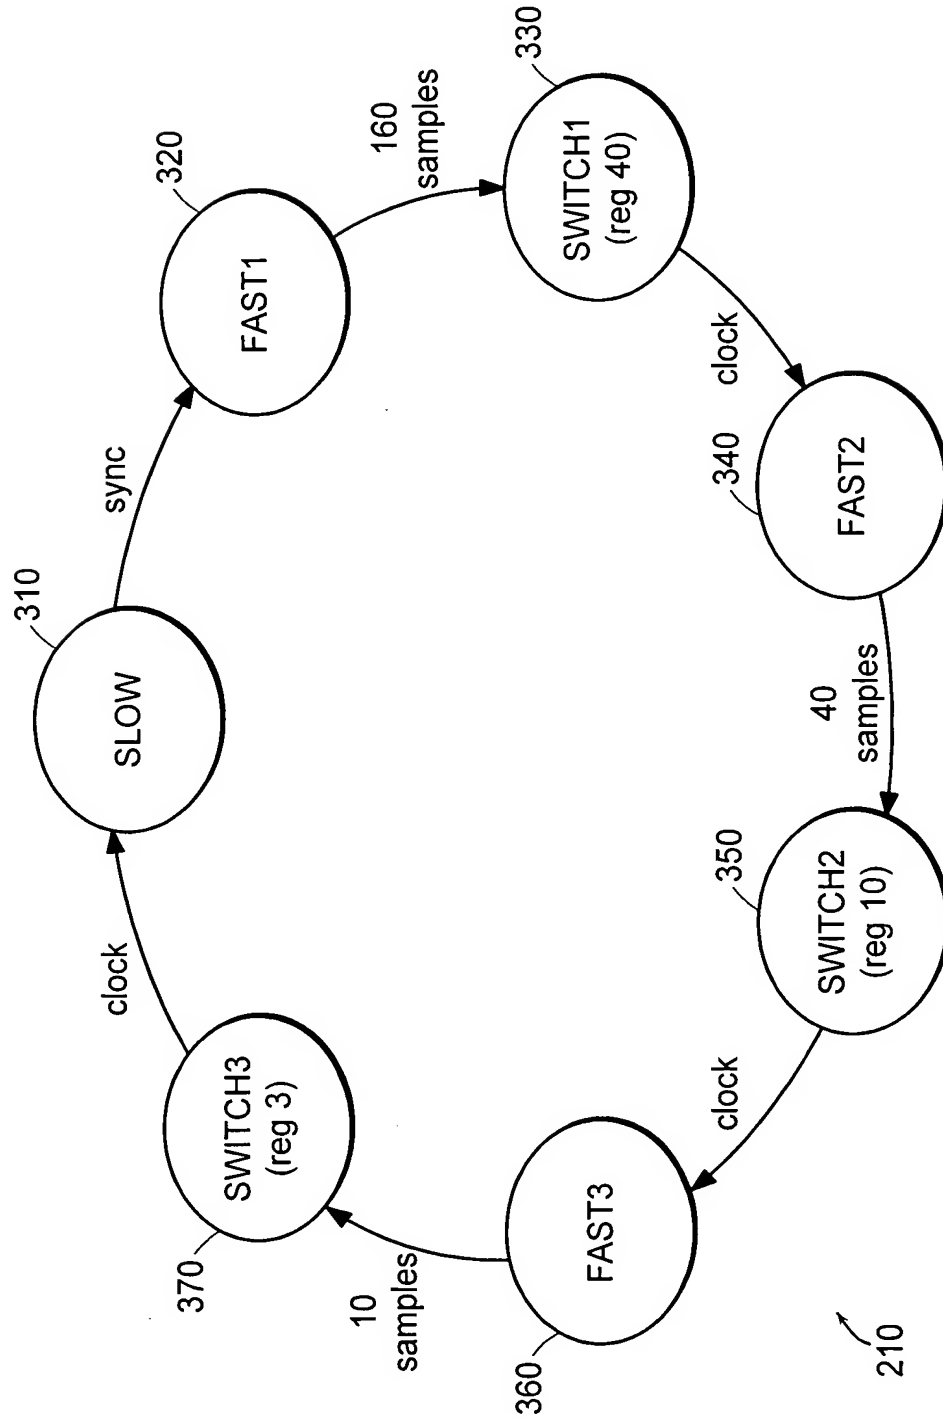 310
SLOW
sync
320
FAST1
160
samples
330
SWITCH1
(reg 40)
clock
340
FAST2
40
samples
350
SWITCH2
(reg 10)
clock
360
FAST3
10
samples
370
SWITCH3
(reg 3)
clock
210